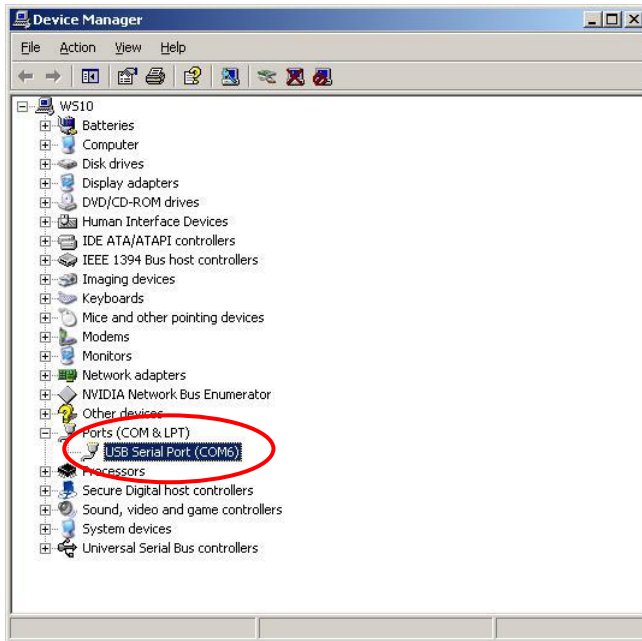 Device Manager
File Action View Help
WS10
Batteries
Computer
Disk drives
Display adapters
DVD/CD-ROM drives
Human Interface Devices
IDE ATA/ATAPI controllers
IEEE 1394 Bus host controllers
Imaging devices
Keyboards
Mice and other pointing devices
Modems
Monitors
Network adapters
NVIDIA Network Bus Enumerator
Other devices
Ports (COM & LPT)
USB Serial Port (COM6)
Processors
Secure Digital host controllers
Sound, video and game controllers
System devices
Universal Serial Bus controllers